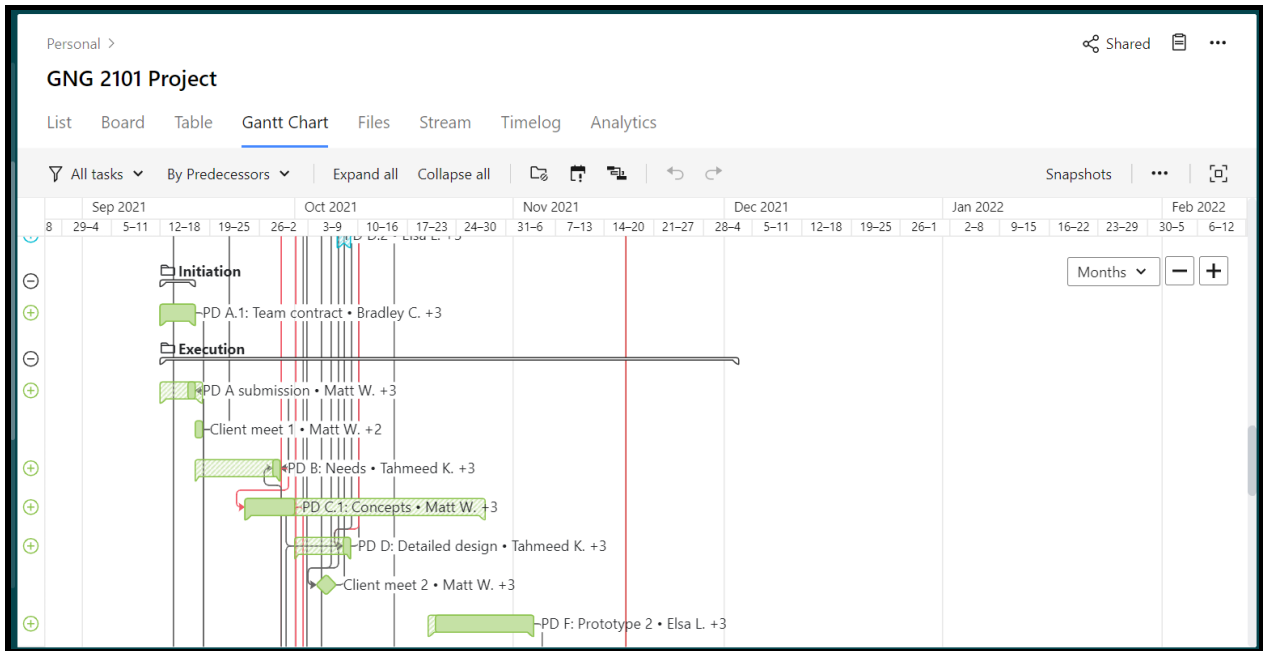 Personal >
Shared
GNG 2101 Project
List Board Table Gantt Chart Files Stream Timelog Analytics
All tasks By Predecessors Expand all Collapse all Snapshots
Sep 2021 Oct 2021 Nov 2021 Dec 2021 Jan 2022 Feb 2022
8 29–4 5–11 12–18 19–25 26–2 3–9 10–16 17–23 24–30 31–6 7–13 14–20 21–27 28–4 5–11 12–18 19–25 26–1 2–8 9–15 16–22 23–29 30–5 6–12
PD D.2 • Elsa L. +3
Initiation
Months
PD A.1: Team contract • Bradley C. +3
Execution
PD A submission • Matt W. +3
Client meet 1 • Matt W. +2
PD B: Needs • Tahmeed K. +3
PD C.1: Concepts • Matt W. +3
PD D: Detailed design • Tahmeed K. +3
Client meet 2 • Matt W. +3
PD F: Prototype 2 • Elsa L. +3